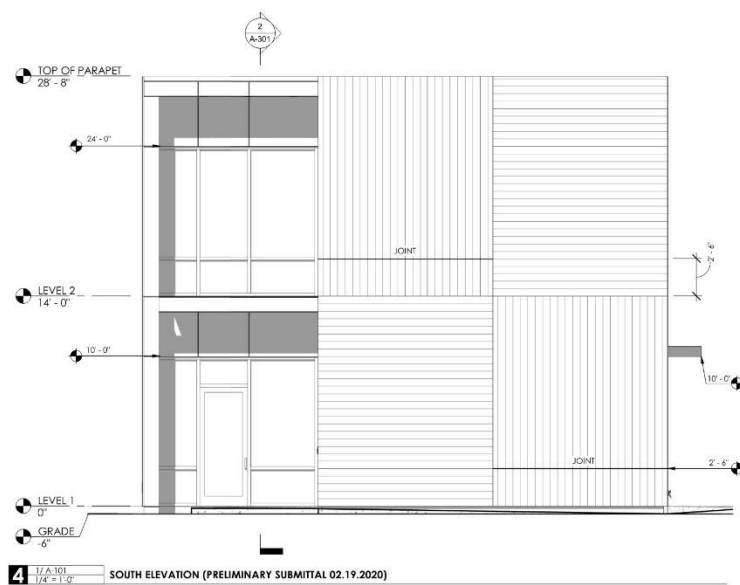 2
A-301
TOP OF PARAPET
28' - 8"
24' - 0"
JOINT
2' - 6"
LEVEL 2
14' - 0"
10' - 0"
10' - 0"
JOINT
2' - 6"
LEVEL 1
0"
GRADE
-6"
4
1/ A-101
1/4" = 1'-0"
SOUTH ELEVATION (PRELIMINARY SUBMITTAL 02.19.2020)